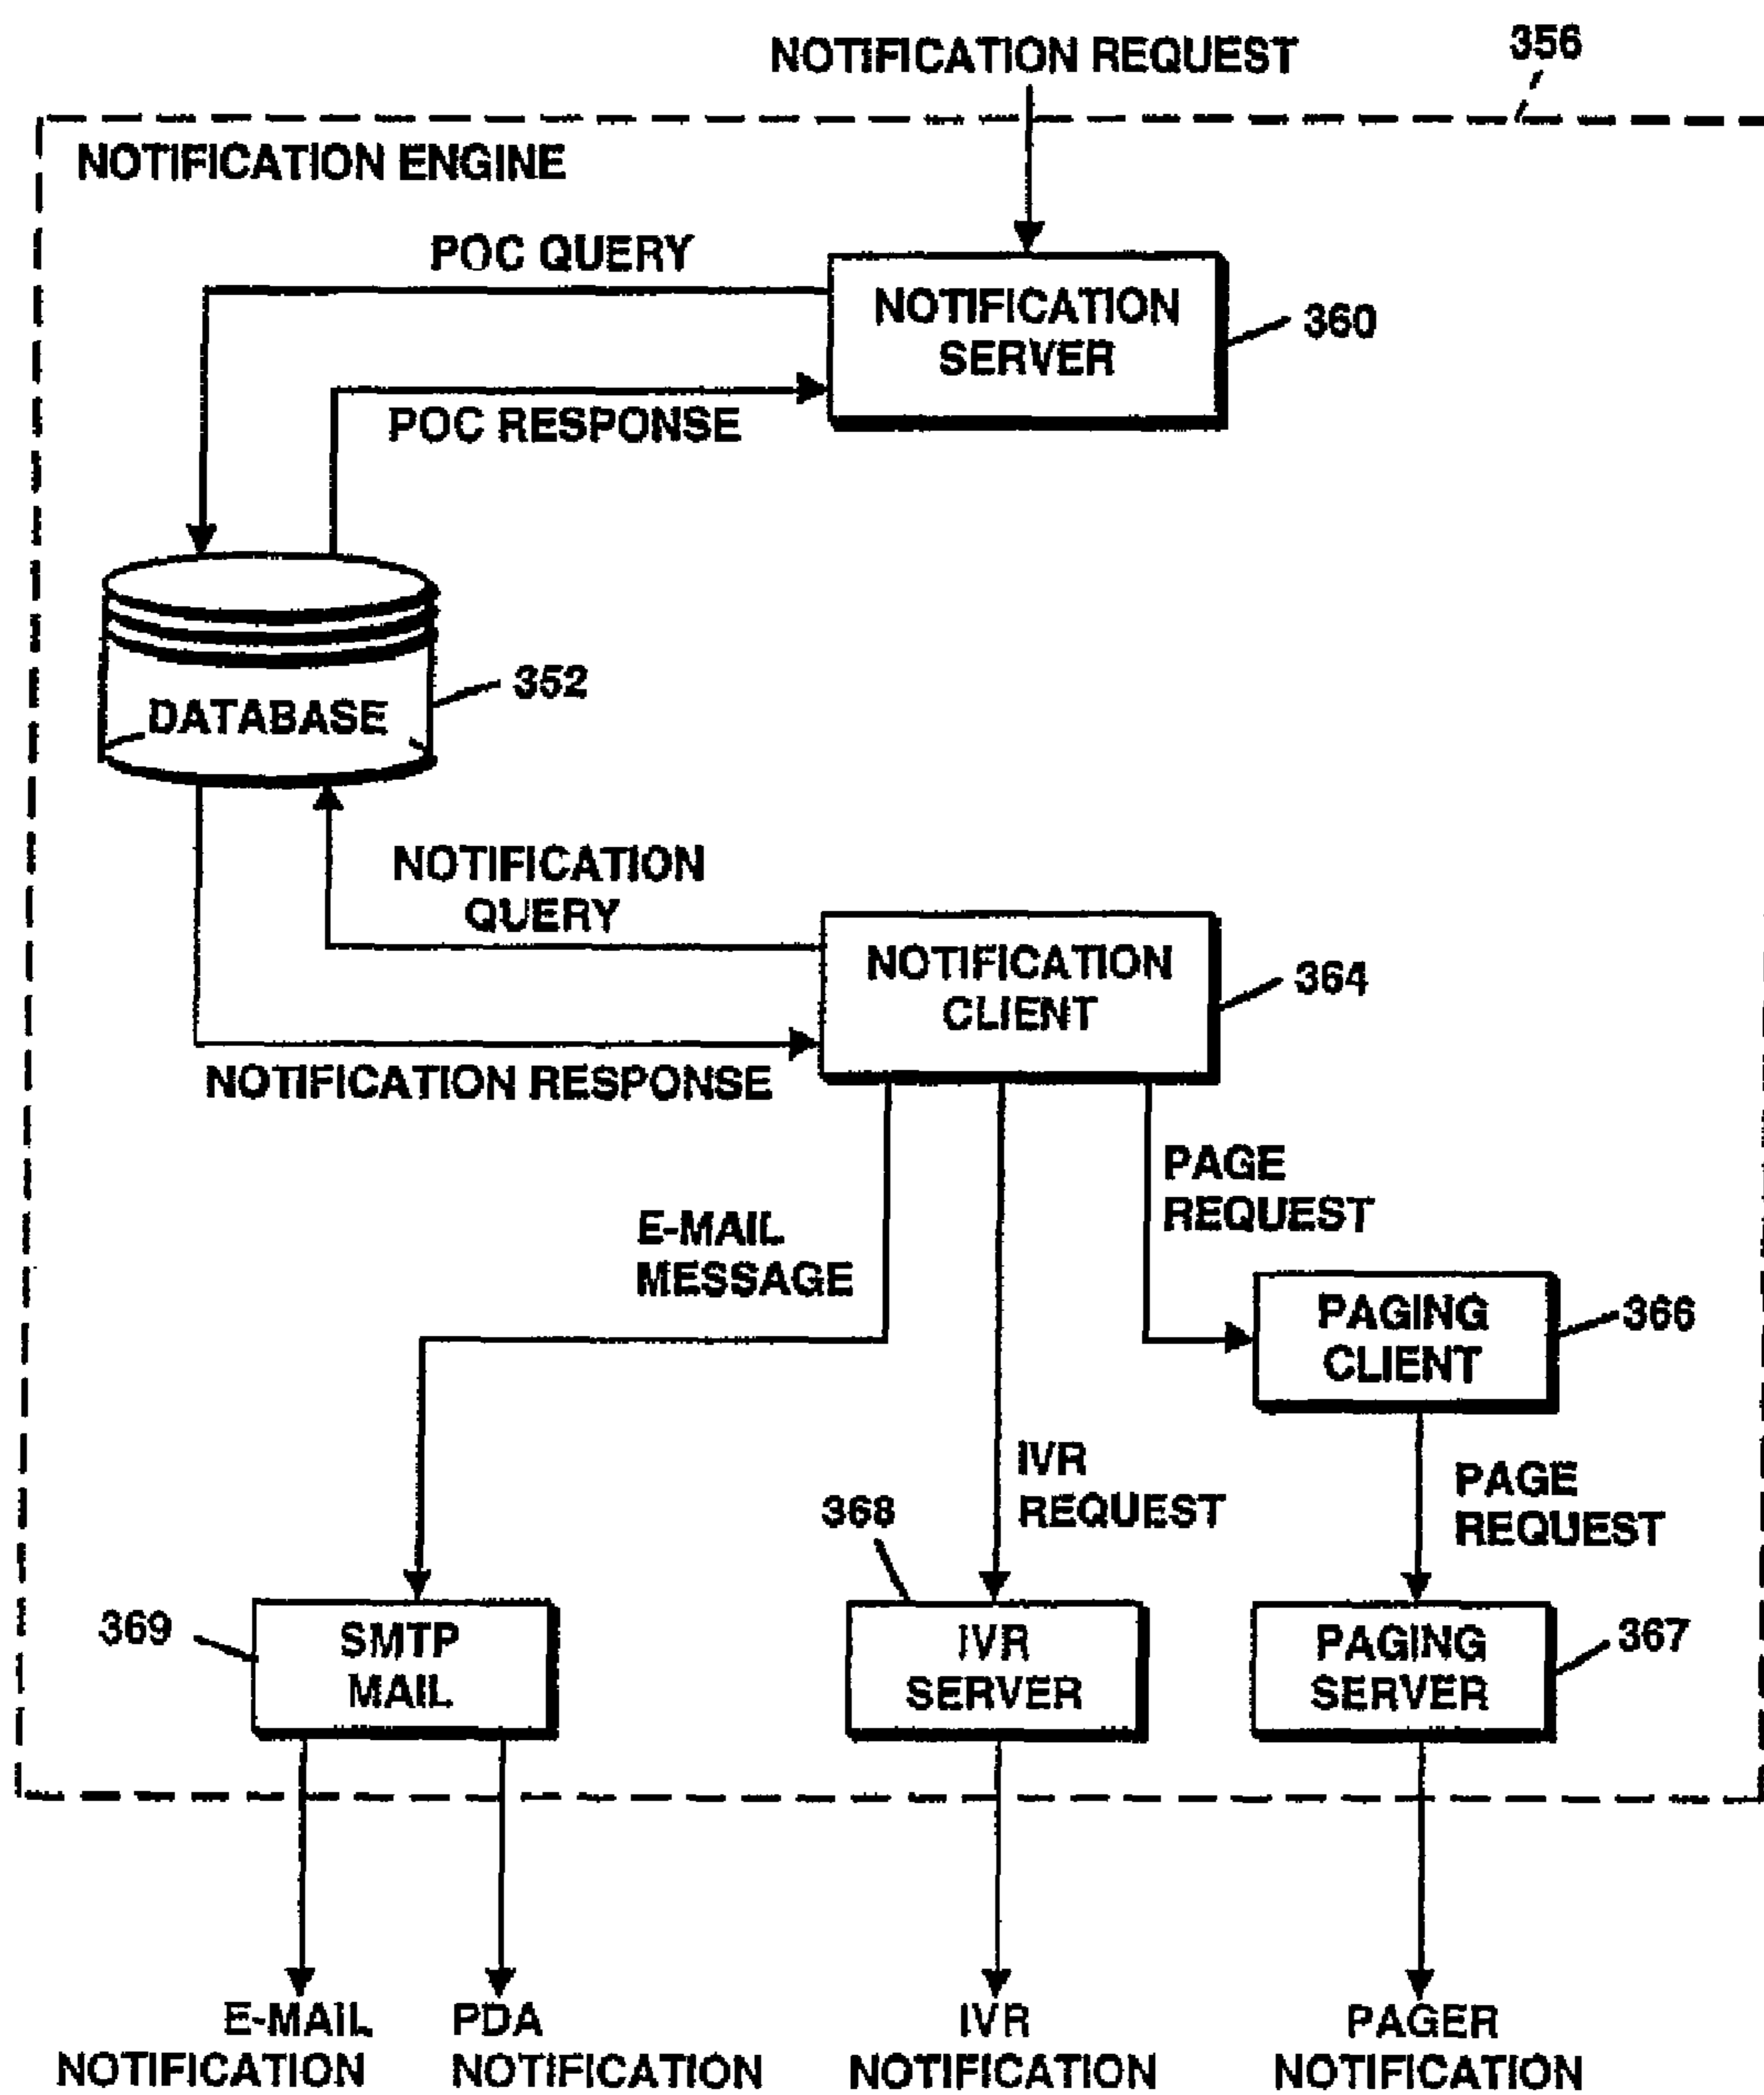 NOTIFICATION REQUEST
356
NOTIFICATION ENGINE
POC QUERY
NOTIFICATION
SERVER
360
POC RESPONSE
DATABASE
352
NOTIFICATION
QUERY
NOTIFICATION
CLIENT
364
NOTIFICATION RESPONSE
PAGE
REQUEST
E-MAIL
MESSAGE
PAGING
CLIENT
366
IVR
REQUEST
PAGE
REQUEST
368
369
SMTP
MAIL
IVR
SERVER
PAGING
SERVER
367
E-MAIL
NOTIFICATION
PDA
NOTIFICATION
IVR
NOTIFICATION
PAGER
NOTIFICATION